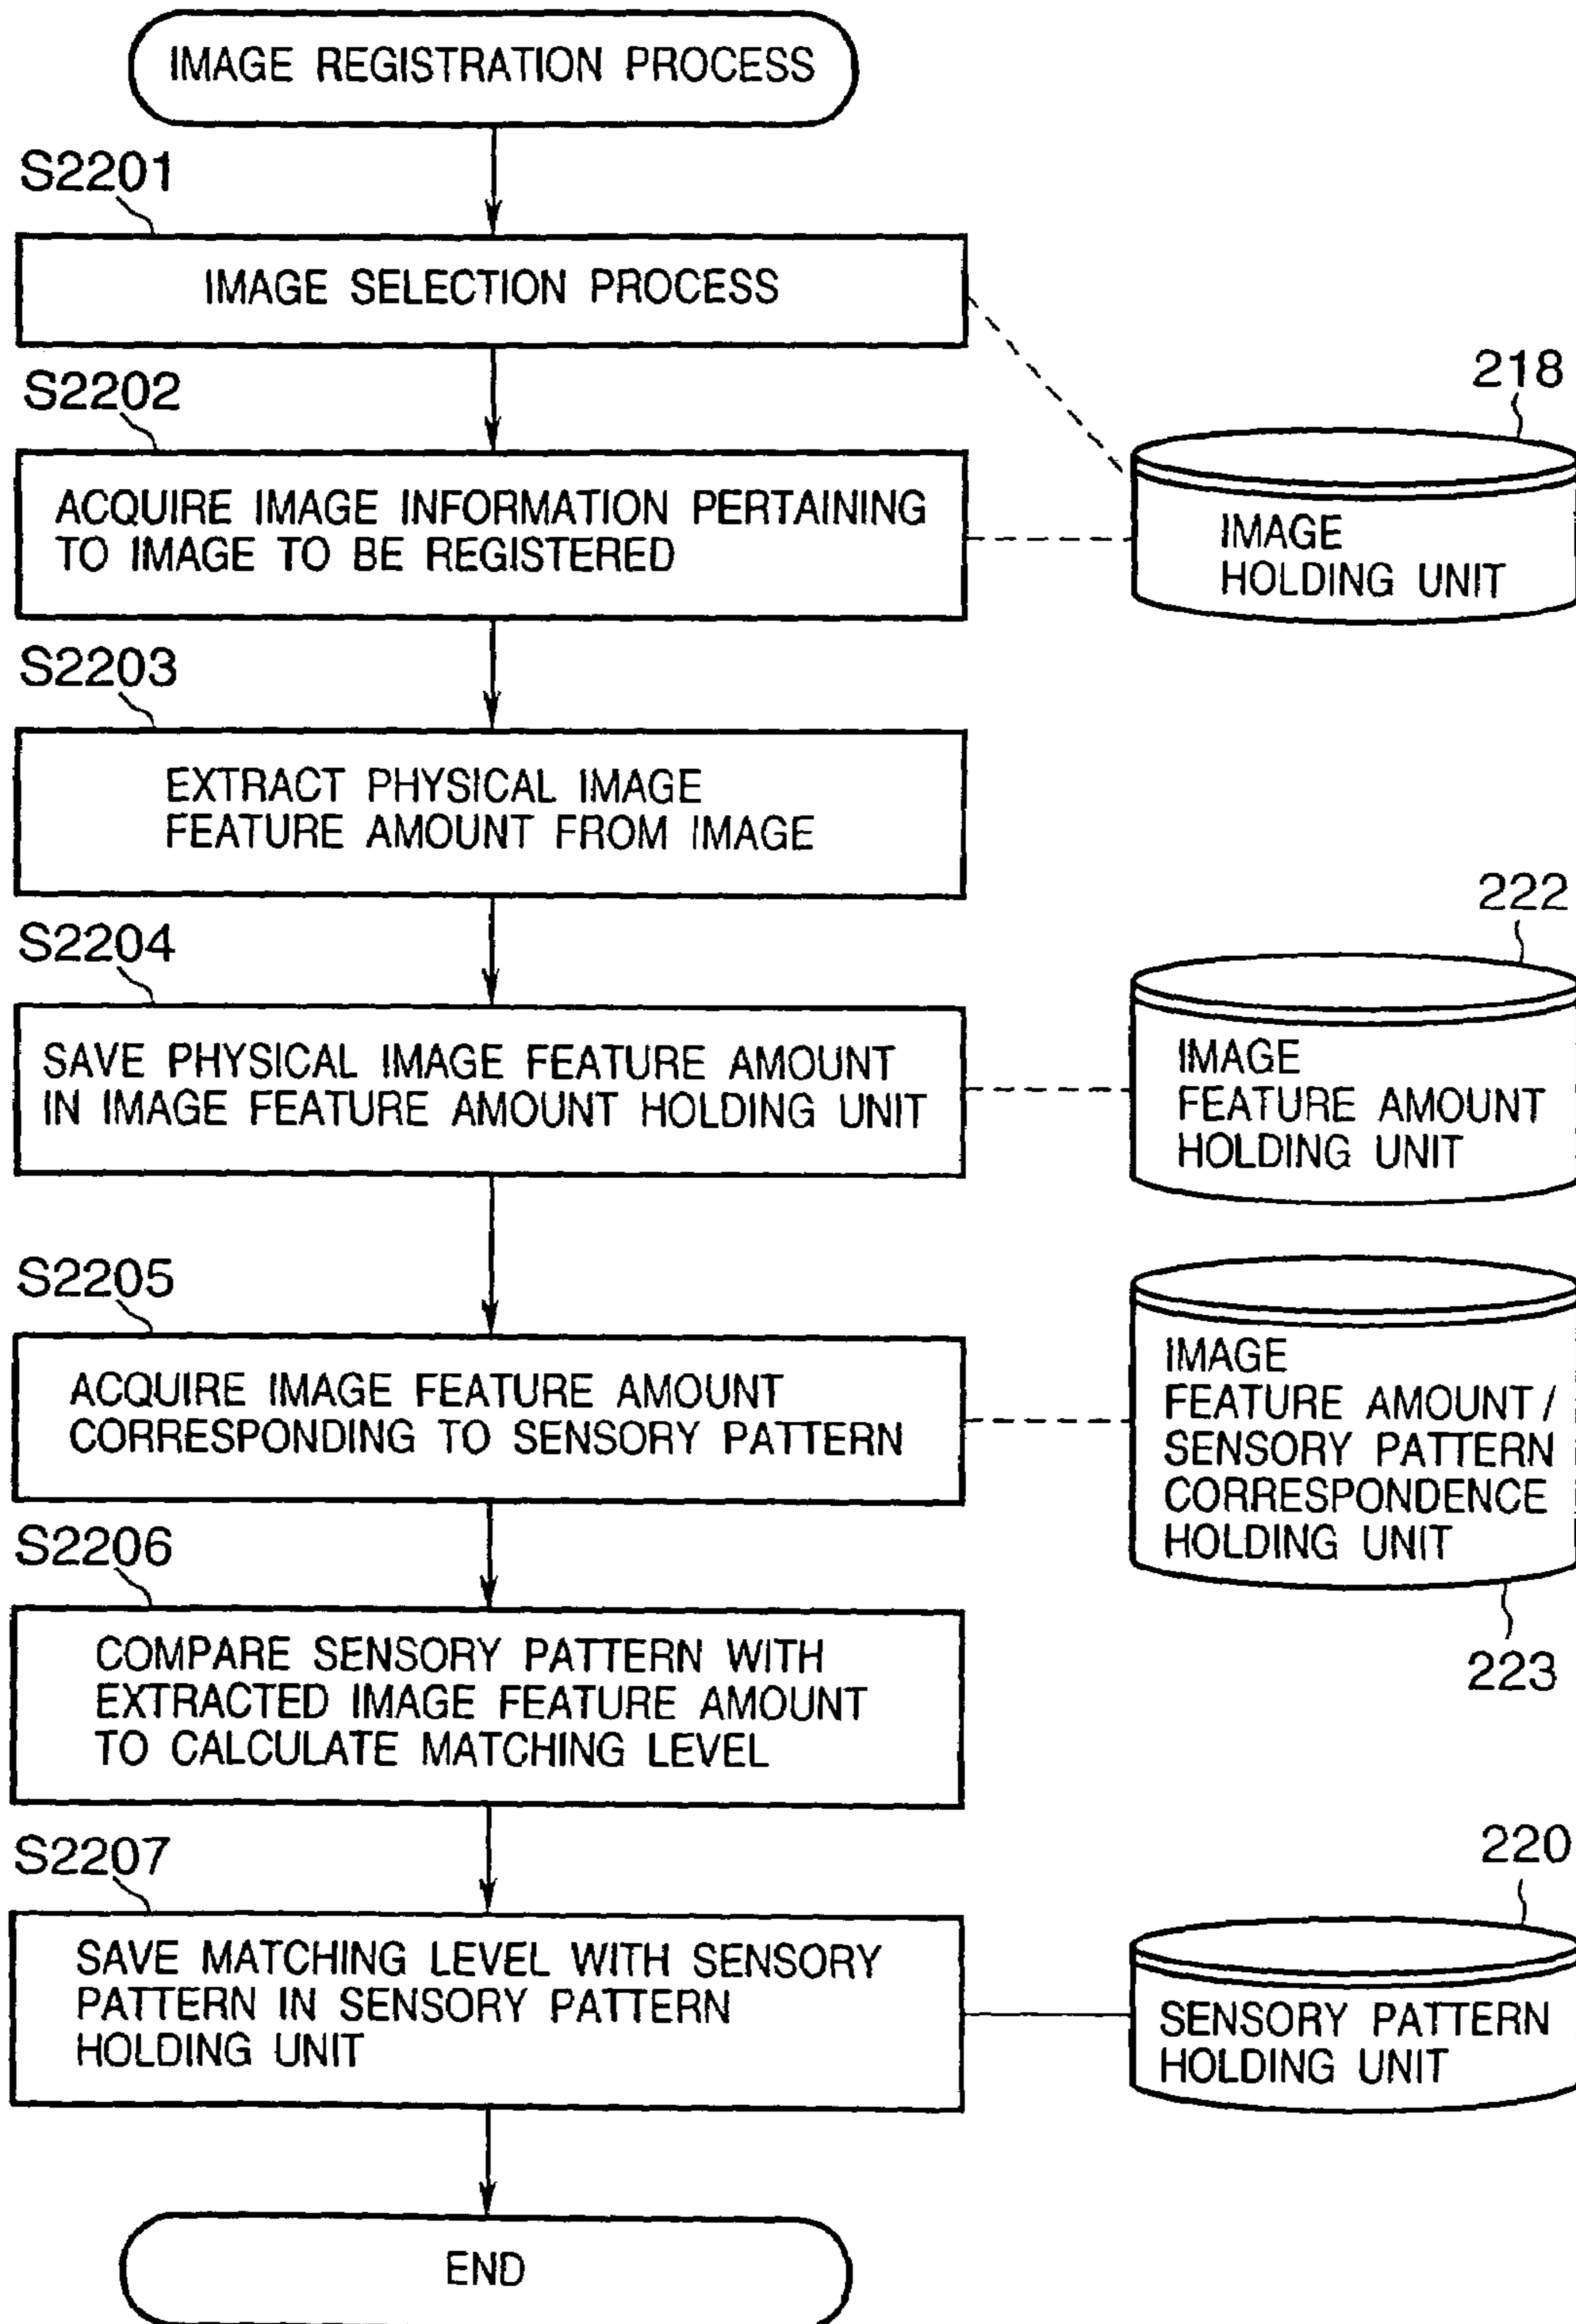 IMAGE REGISTRATION PROCESS
S2201
IMAGE SELECTION PROCESS
S2202
218
ACQUIRE IMAGE INFORMATION PERTAINING
TO IMAGE TO BE REGISTERED
IMAGE
HOLDING UNIT
S2203
EXTRACT PHYSICAL IMAGE
FEATURE AMOUNT FROM IMAGE
222
S2204
SAVE PHYSICAL IMAGE FEATURE AMOUNT
IN IMAGE FEATURE AMOUNT HOLDING UNIT
IMAGE
FEATURE AMOUNT
HOLDING UNIT
S2205
ACQUIRE IMAGE FEATURE AMOUNT
CORRESPONDING TO SENSORY PATTERN
IMAGE
FEATURE AMOUNT/
SENSORY PATTERN
CORRESPONDENCE
HOLDING UNIT
223
S2206
COMPARE SENSORY PATTERN WITH
EXTRACTED IMAGE FEATURE AMOUNT
TO CALCULATE MATCHING LEVEL
S2207
220
SAVE MATCHING LEVEL WITH SENSORY
PATTERN IN SENSORY PATTERN
HOLDING UNIT
SENSORY PATTERN
HOLDING UNIT
END